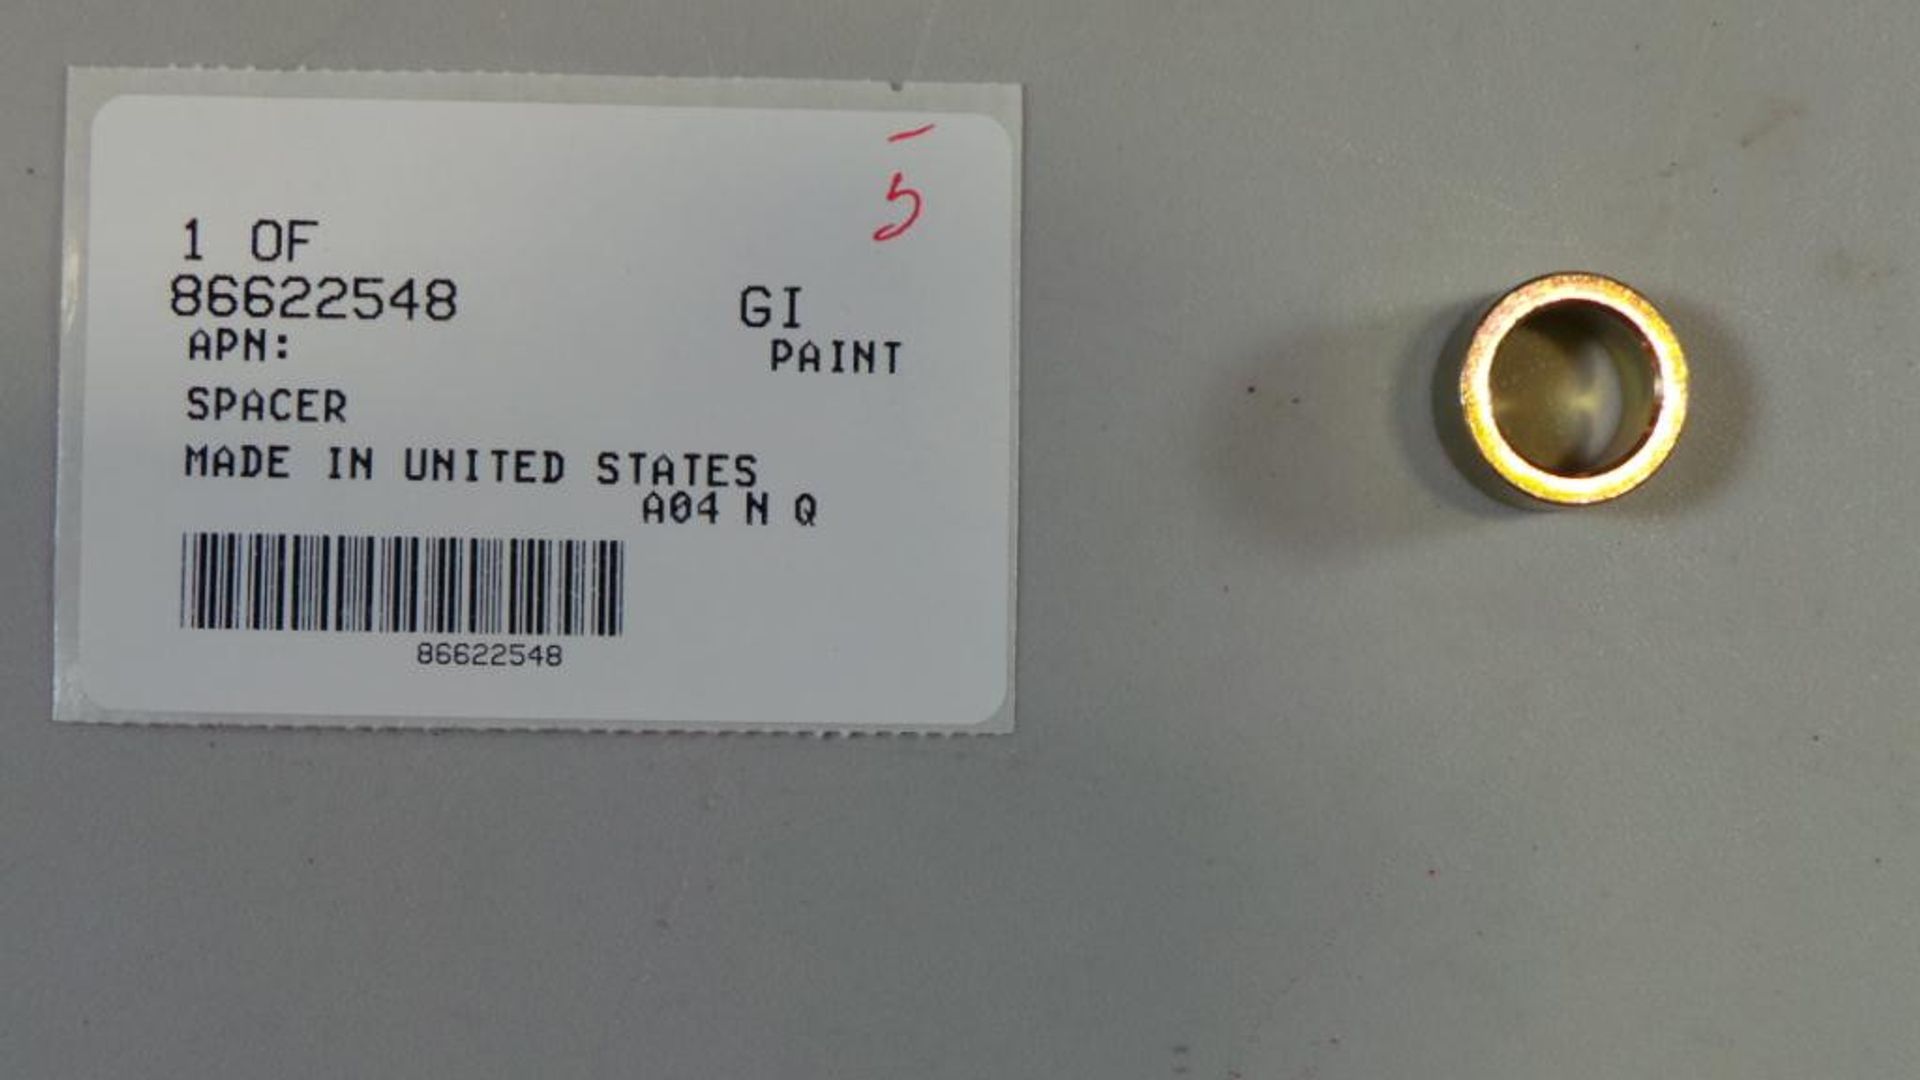 5
1 OF
86622548 GI
APN: PAINT
SPACER
MADE IN UNITED STATES
A04 N Q
86622548